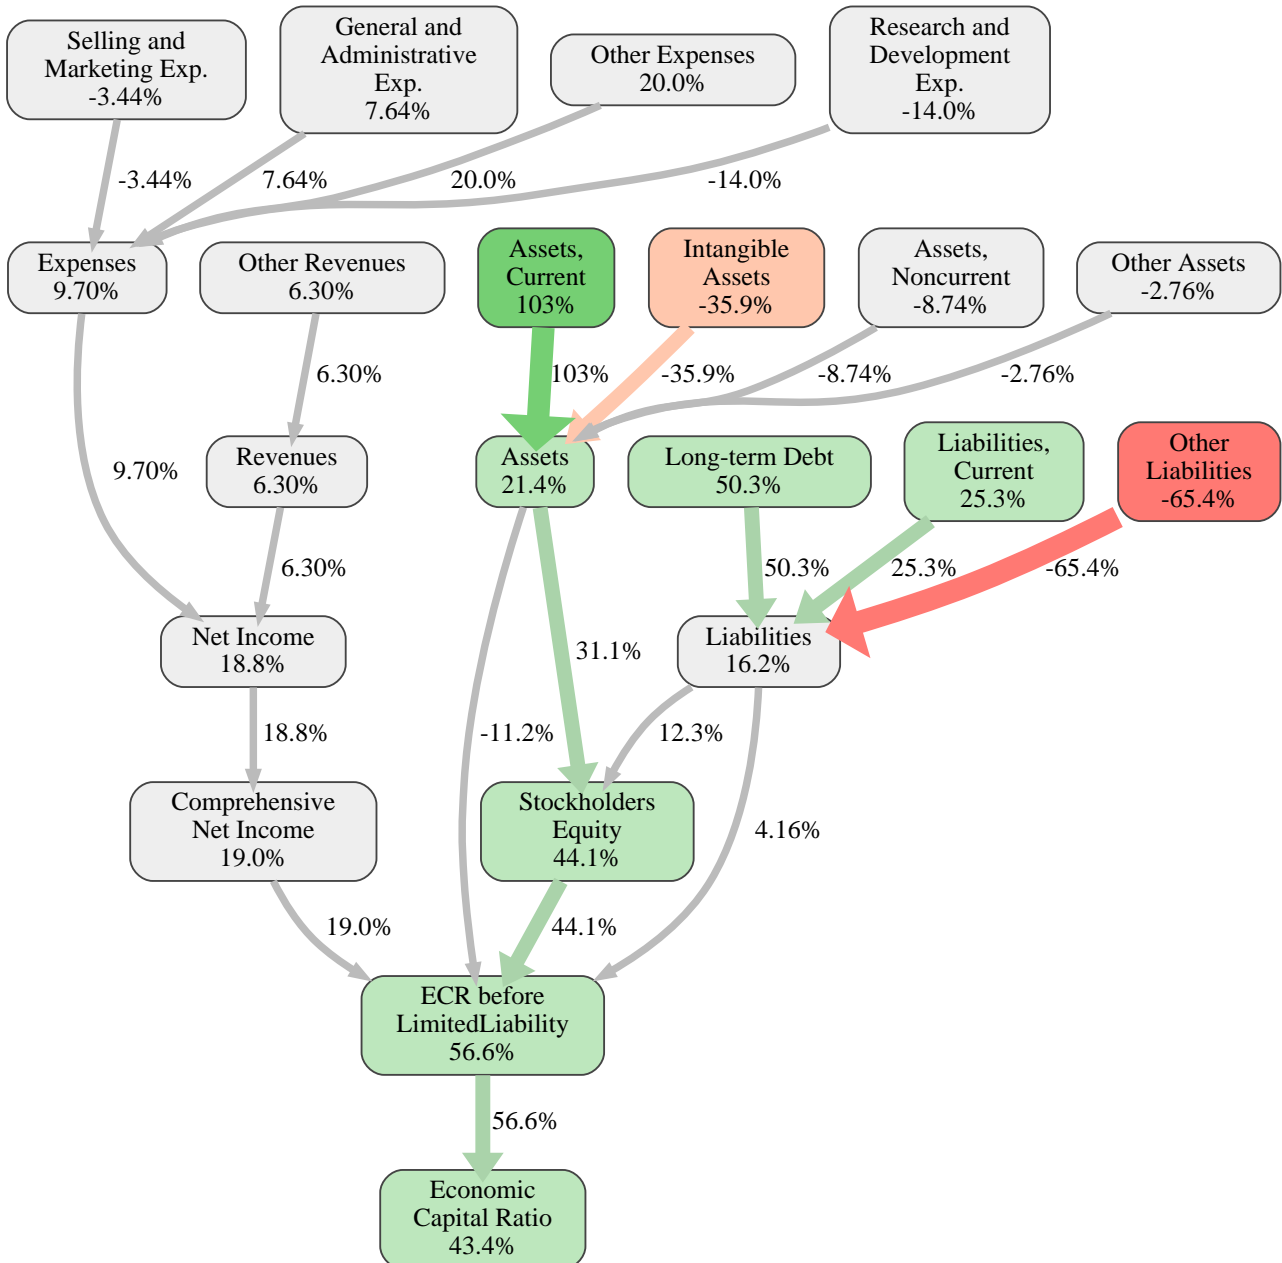 Selling and
Marketing Exp.
-3.44%
General and
Administrative
Exp.
7.64%
Other Expenses
20.0%
Research and
Development
Exp.
-14.0%
-3.44%
7.64%
20.0%
-14.0%
Expenses
9.70%
Other Revenues
6.30%
Assets,
Current
103%
Intangible
Assets
-35.9%
Assets,
Noncurrent
-8.74%
Other Assets
-2.76%
6.30%
103%
-35.9%
-8.74%
-2.76%
9.70%
Revenues
6.30%
Assets
21.4%
Long-term Debt
50.3%
Liabilities,
Current
25.3%
Other
Liabilities
-65.4%
6.30%
50.3%
25.3%
-65.4%
Net Income
18.8%
31.1%
Liabilities
16.2%
18.8%
-11.2%
12.3%
Comprehensive
Net Income
19.0%
Stockholders
Equity
44.1%
4.16%
19.0%
44.1%
ECR before
LimitedLiability
56.6%
56.6%
Economic
Capital Ratio
43.4%